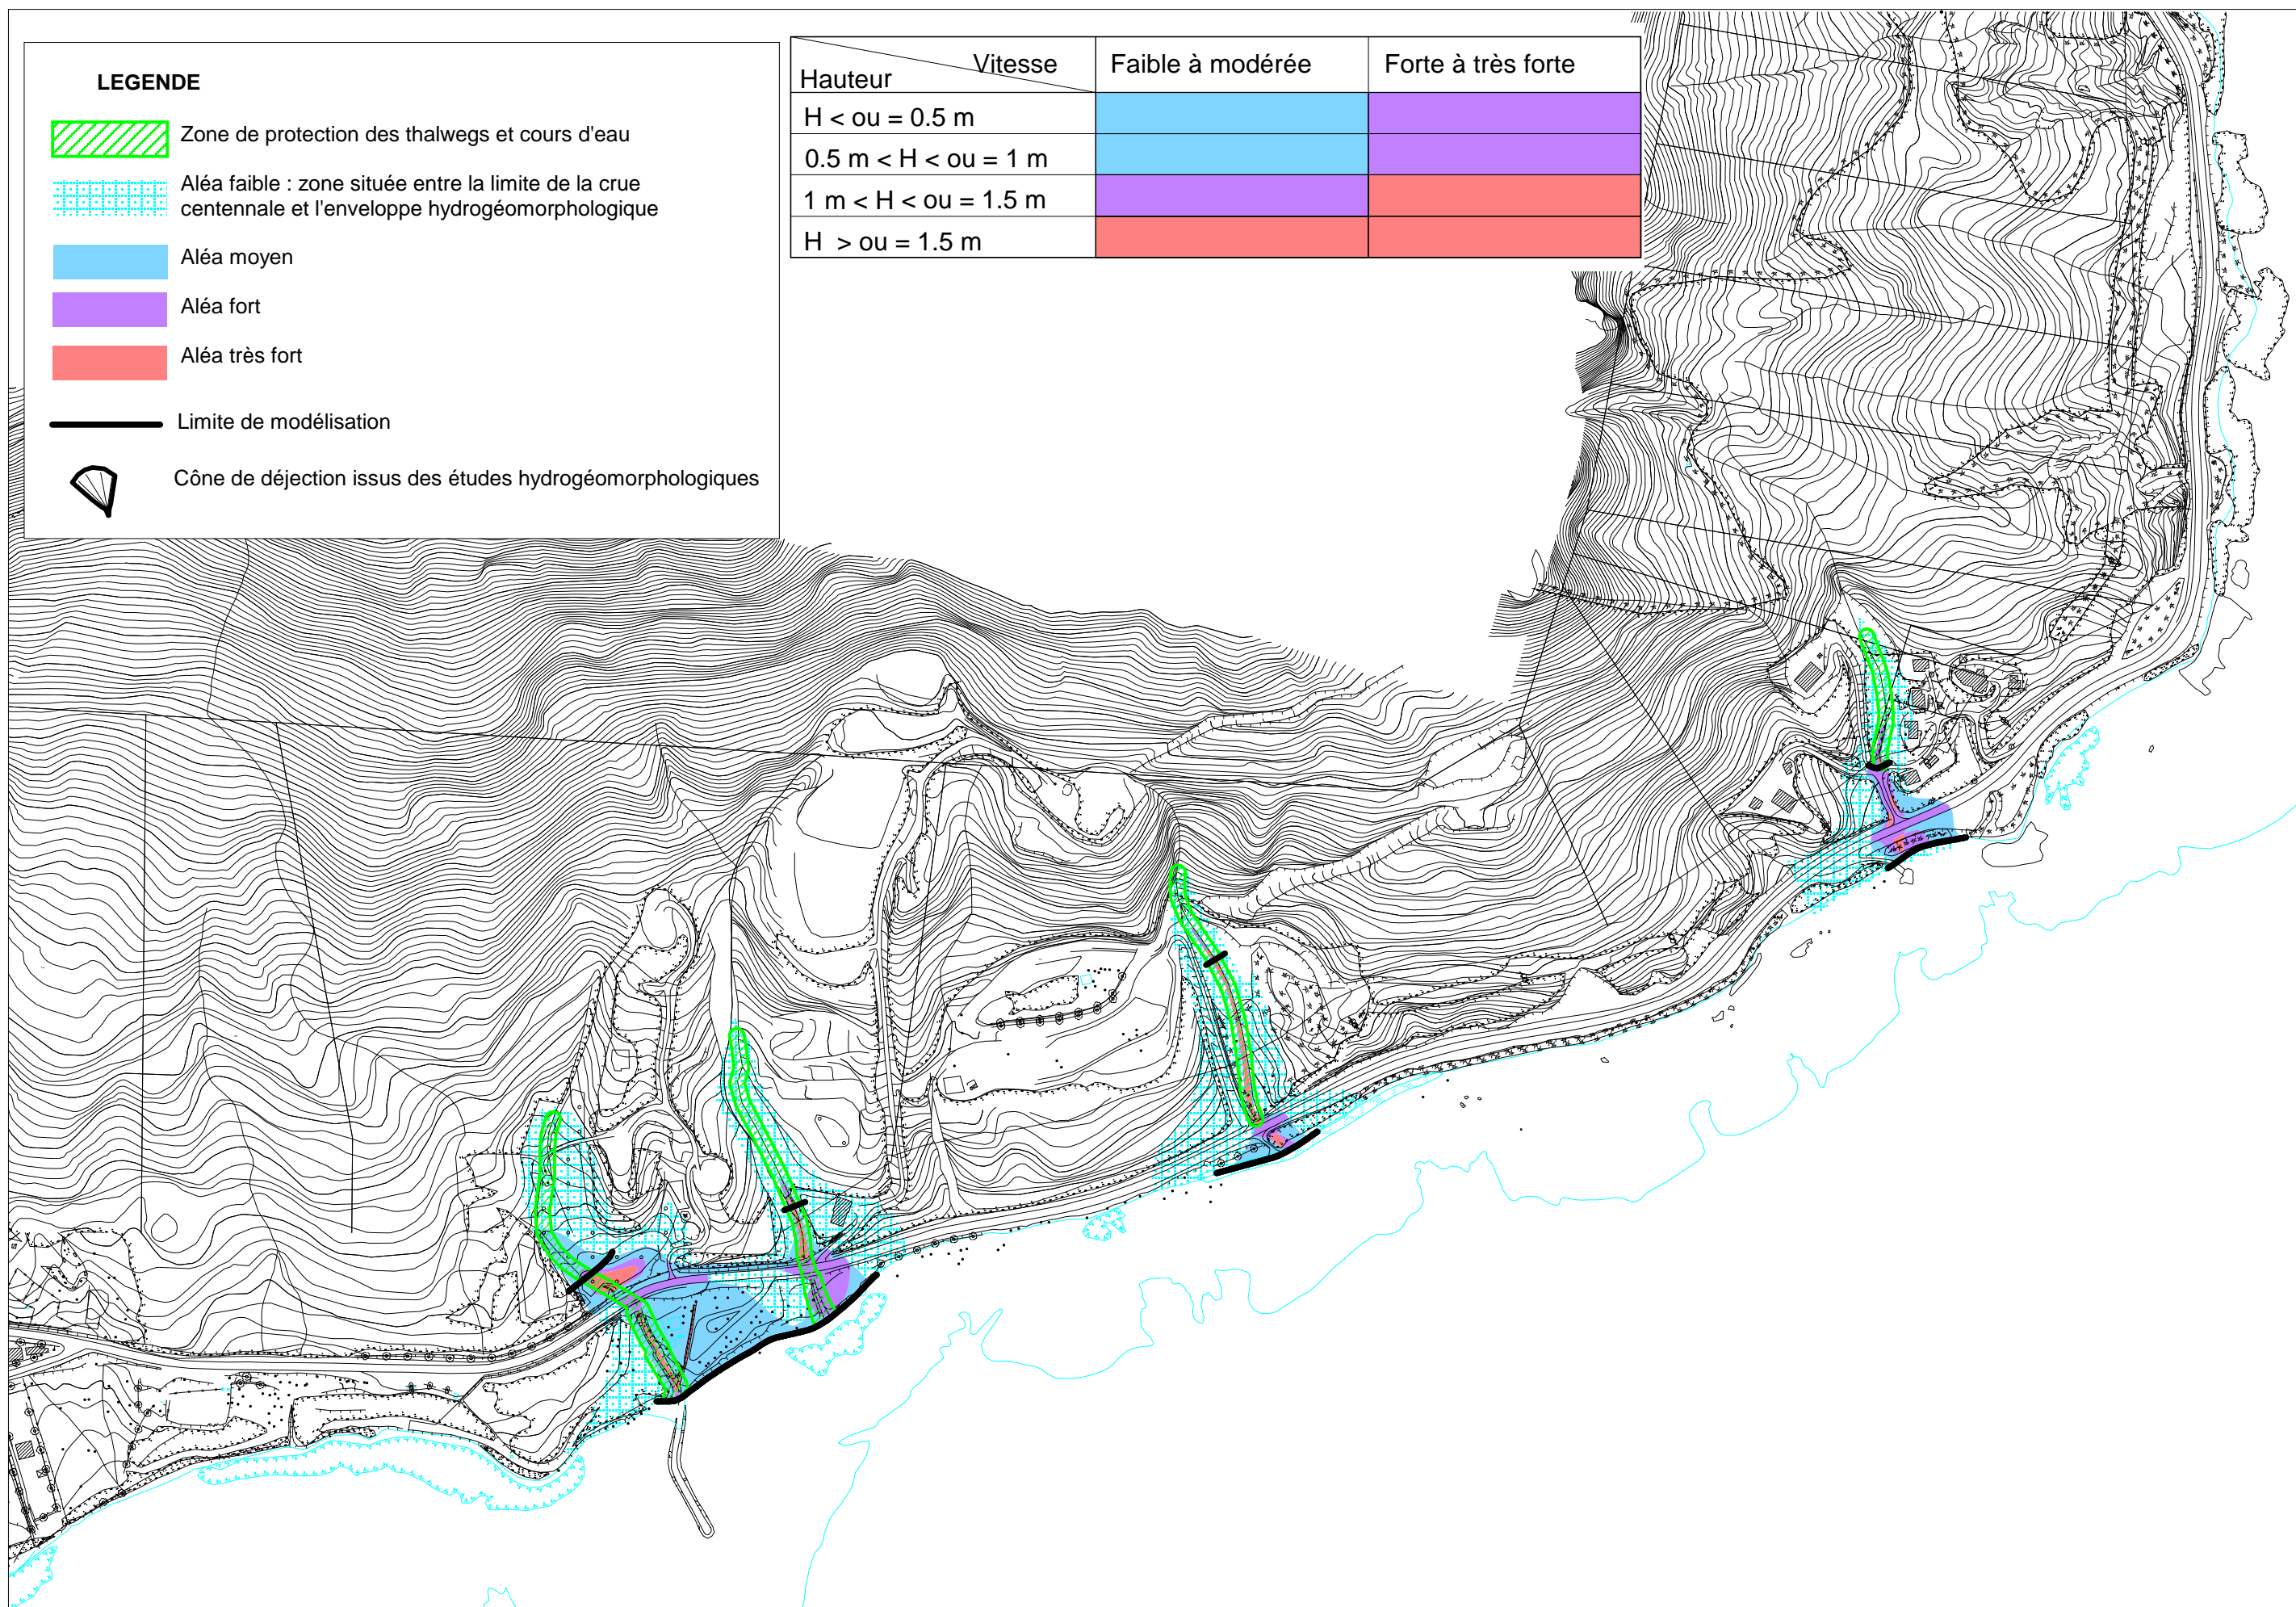 LEGENDE
Zone de protection des thalwegs et cours d'eau
Aléa faible : zone située entre la limite de la crue
centennale et l'enveloppe hydrogéomorphologique
Aléa moyen
Aléa fort
Aléa très fort
Limite de modélisation
Cône de déjection issus des études hydrogéomorphologiques
Vitesse
Hauteur
Faible à modérée
Forte à très forte
H < ou = 0.5 m
0.5 m < H < ou = 1 m
1 m < H < ou = 1.5 m
H > ou = 1.5 m